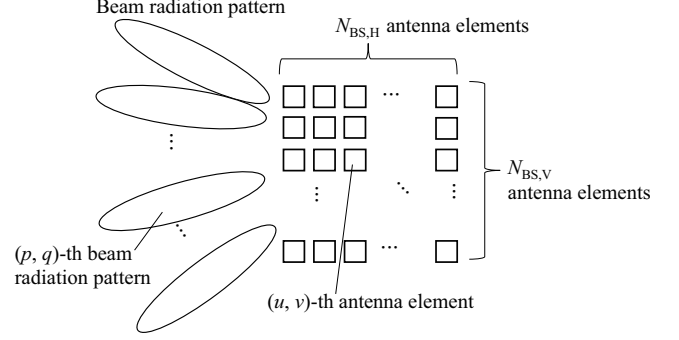 Beam radiation pattern
N_BS,H antenna elements
...
N_BS,V
antenna elements
(p, q)-th beam
radiation pattern
...
(u, v)-th antenna element